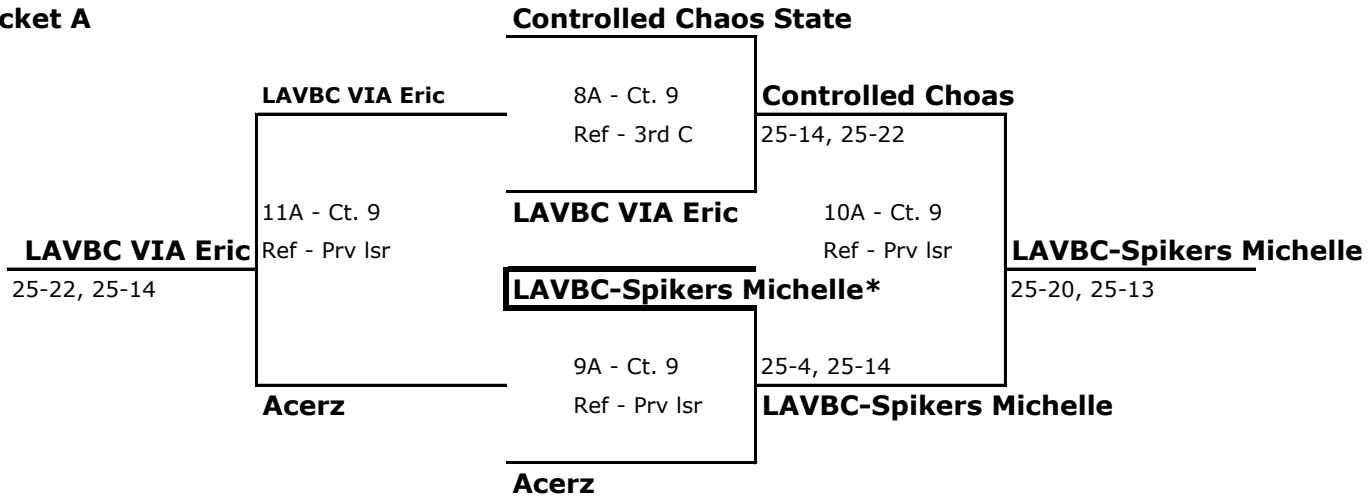 cket A
Controlled Chaos State
LAVBC VIA Eric
8A - Ct. 9
Controlled Choas
Ref - 3rd C
25-14, 25-22
11A - Ct. 9
LAVBC VIA Eric
10A - Ct. 9
LAVBC VIA Eric
Ref - Prv lsr
Ref - Prv lsr
LAVBC-Spikers Michelle
25-22, 25-14
LAVBC-Spikers Michelle*
25-20, 25-13
9A - Ct. 9
25-4, 25-14
Acerz
Ref - Prv lsr
LAVBC-Spikers Michelle
Acerz